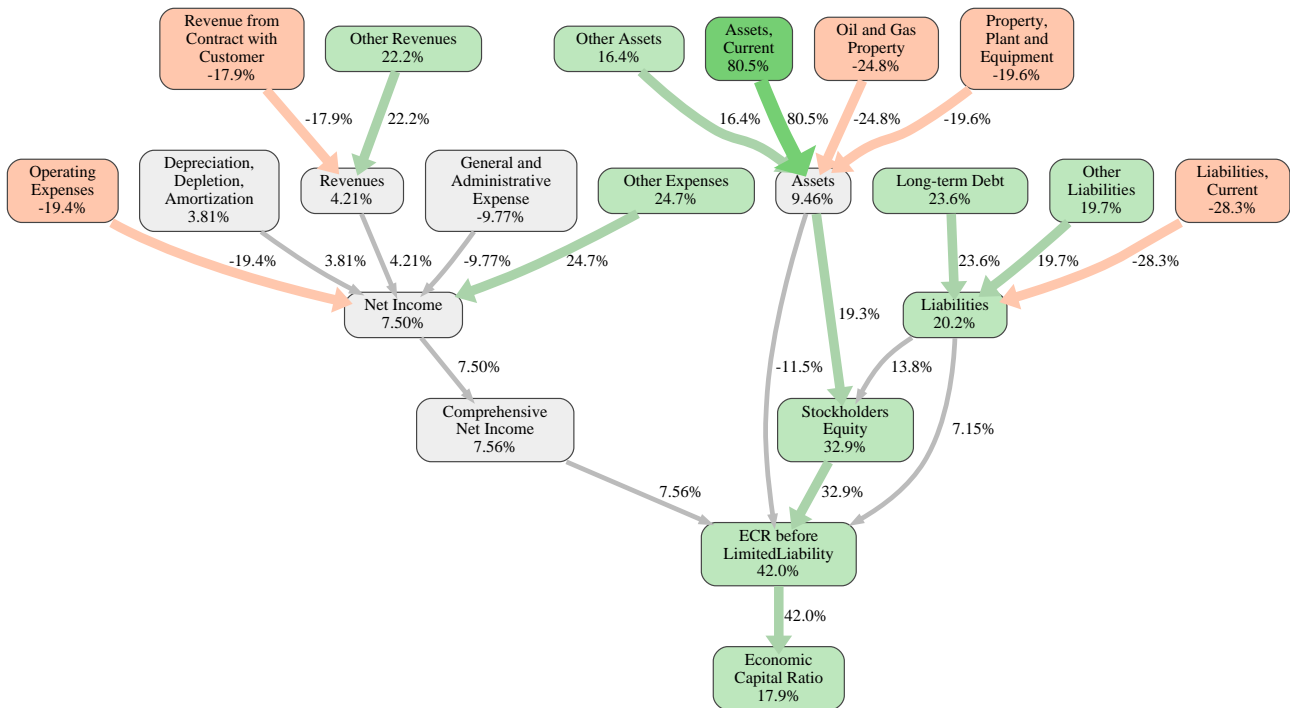 Revenue from
Contract with
Customer
-17.9%
Other Revenues
22.2%
Other Assets
16.4%
Assets,
Current
80.5%
Oil and Gas
Property
-24.8%
Property,
Plant and
Equipment
-19.6%
-17.9%
22.2%
16.4%
80.5%
-24.8%
-19.6%
Operating
Expenses
-19.4%
Depreciation,
Depletion,
Amortization
3.81%
Revenues
4.21%
General and
Administrative
Expense
-9.77%
Other Expenses
24.7%
Assets
9.46%
Long-term Debt
23.6%
Other
Liabilities
19.7%
Liabilities,
Current
-28.3%
-19.4%
3.81%
4.21%
-9.77%
24.7%
23.6%
19.7%
-28.3%
Net Income
7.50%
Liabilities
20.2%
19.3%
7.50%
-11.5%
13.8%
Comprehensive
Net Income
7.56%
Stockholders
Equity
32.9%
7.15%
7.56%
32.9%
ECR before
LimitedLiability
42.0%
42.0%
Economic
Capital Ratio
17.9%